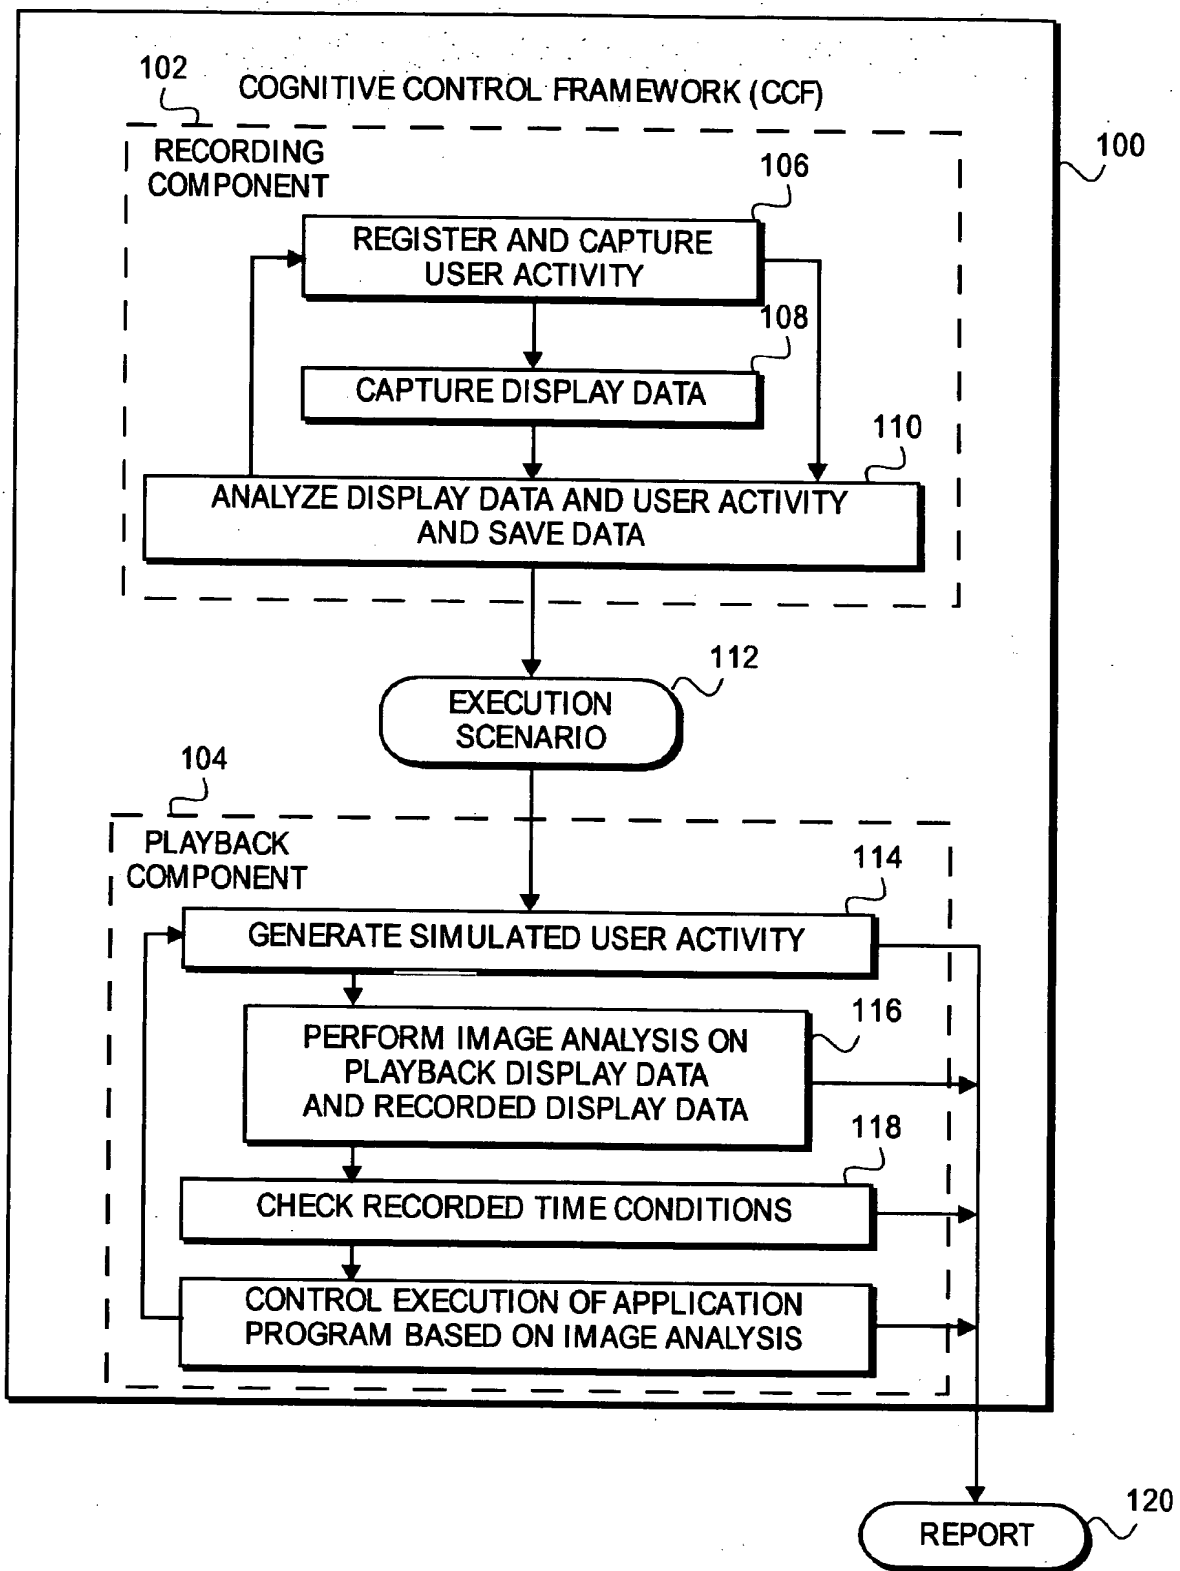 102
COGNITIVE CONTROL FRAMEWORK (CCF)
100
RECORDING
COMPONENT
106
REGISTER AND CAPTURE
USER ACTIVITY
108
CAPTURE DISPLAY DATA
110
ANALYZE DISPLAY DATA AND USER ACTIVITY
AND SAVE DATA
112
EXECUTION
SCENARIO
104
PLAYBACK
COMPONENT
114
GENERATE SIMULATED USER ACTIVITY
116
PERFORM IMAGE ANALYSIS ON
PLAYBACK DISPLAY DATA
AND RECORDED DISPLAY DATA
118
CHECK RECORDED TIME CONDITIONS
CONTROL EXECUTION OF APPLICATION
PROGRAM BASED ON IMAGE ANALYSIS
120
REPORT